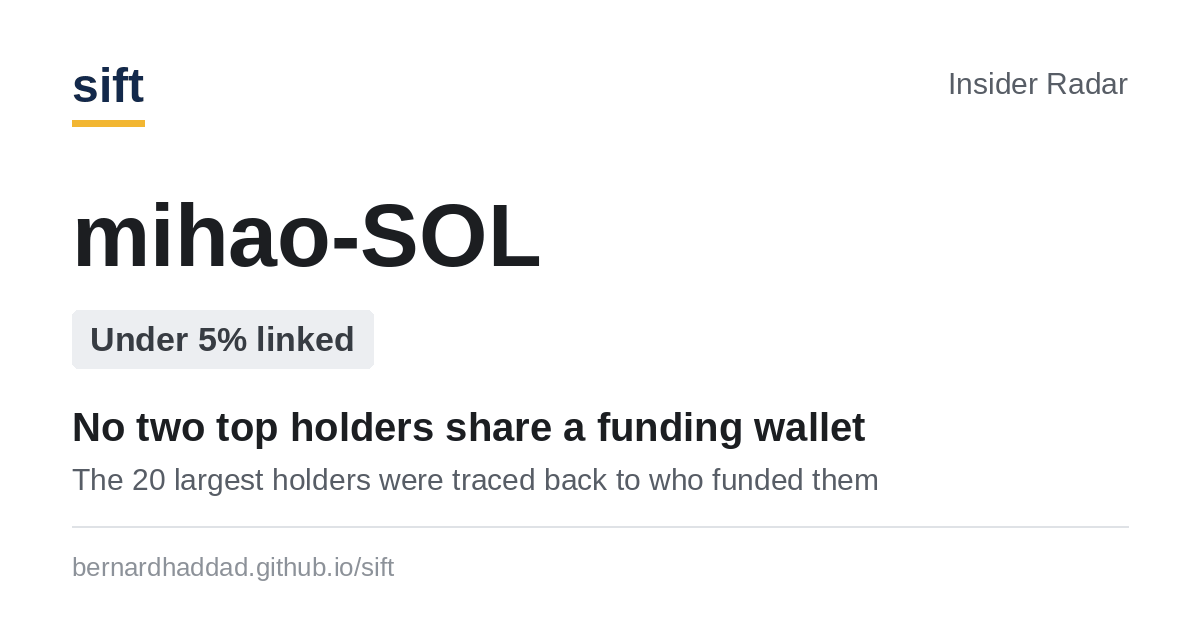 sift
Insider Radar
mihao-SOL
Under 5% linked
No two top holders share a funding wallet
The 20 largest holders were traced back to who funded them
bernardhaddad.github.io/sift